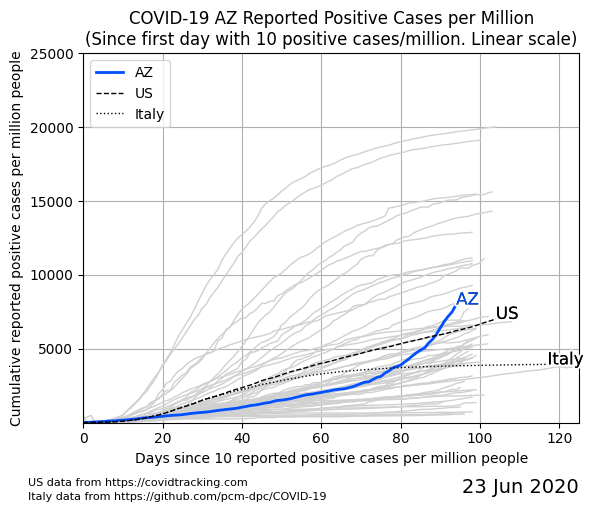 COVID-19 AZ Reported Positive Cases per Million
(Since first day with 10 positive cases/million. Linear scale)
Cumulative reported positive cases per million people
25000
20000
15000
10000
5000
AZ
US
Italy
AZ
US
Italy
0
20
40
60
80
100
120
Days since 10 reported positive cases per million people
US data from https://covidtracking.com
Italy data from https://github.com/pcm-dpc/COVID-19
23 Jun 2020